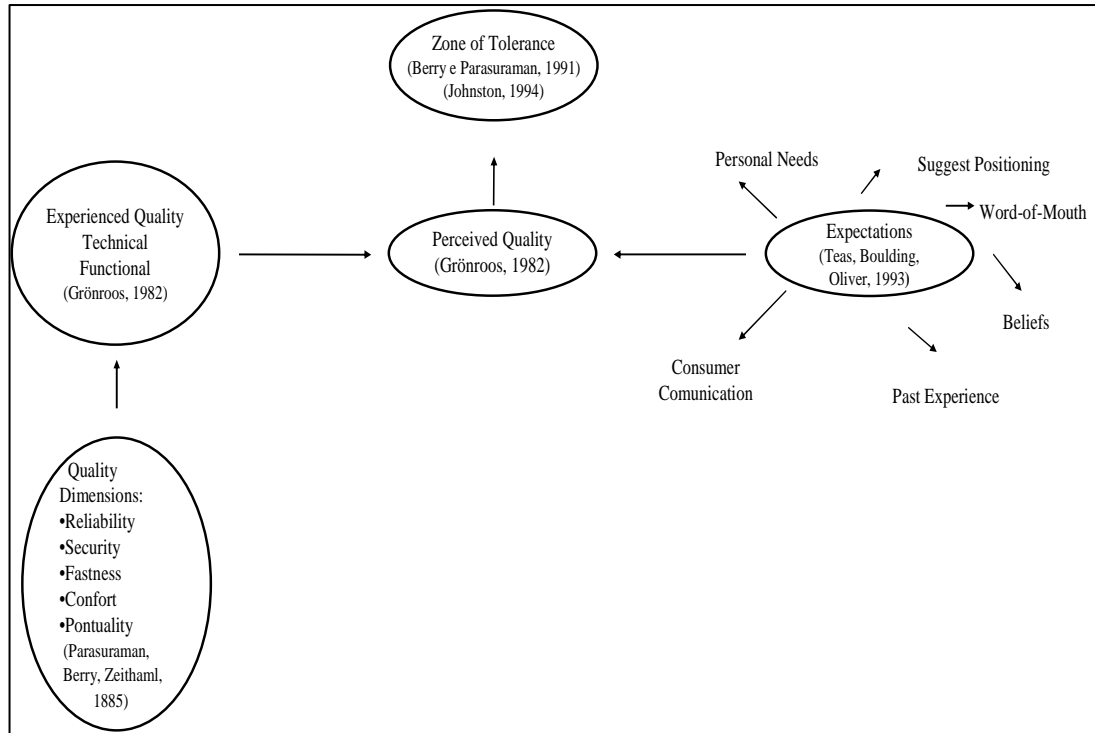 Zone of Tolerance
(Berry e Parasuraman, 1991)
(Johnston, 1994)
Experienced Quality
Technical
Functional
(Grönroos, 1982)
Perceived Quality
(Grönroos, 1982)
Personal Needs
Suggest Positioning
Word-of-Mouth
Expectations
(Teas, Boulding,
Oliver, 1993)
Beliefs
Consumer
Comunication
Past Experience
Quality
Dimensions:
•Reliability
•Security
•Fastness
•Confort
•Pontuality
(Parasuraman,
Berry, Zeithaml,
1885)